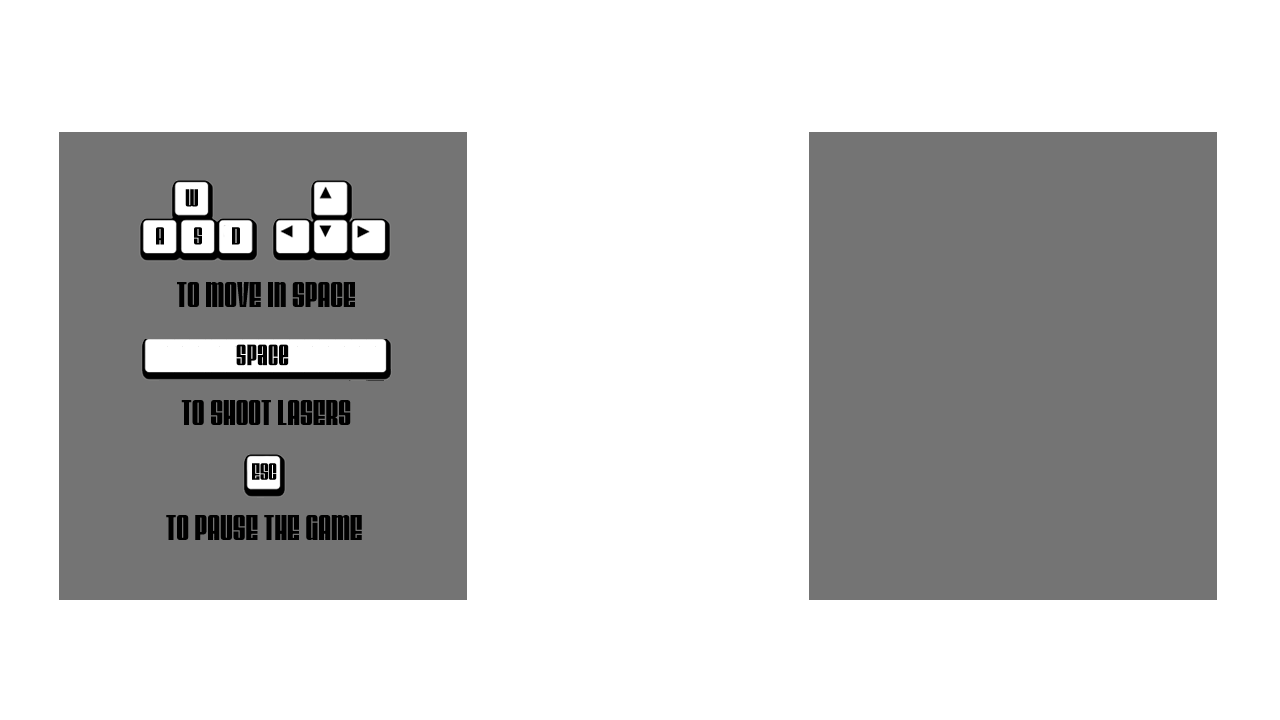 W
A S D
TO MOVE IN SPACE
SPACE
TO SHOOT LASERS
ESC
TO PAUSE THE GAME